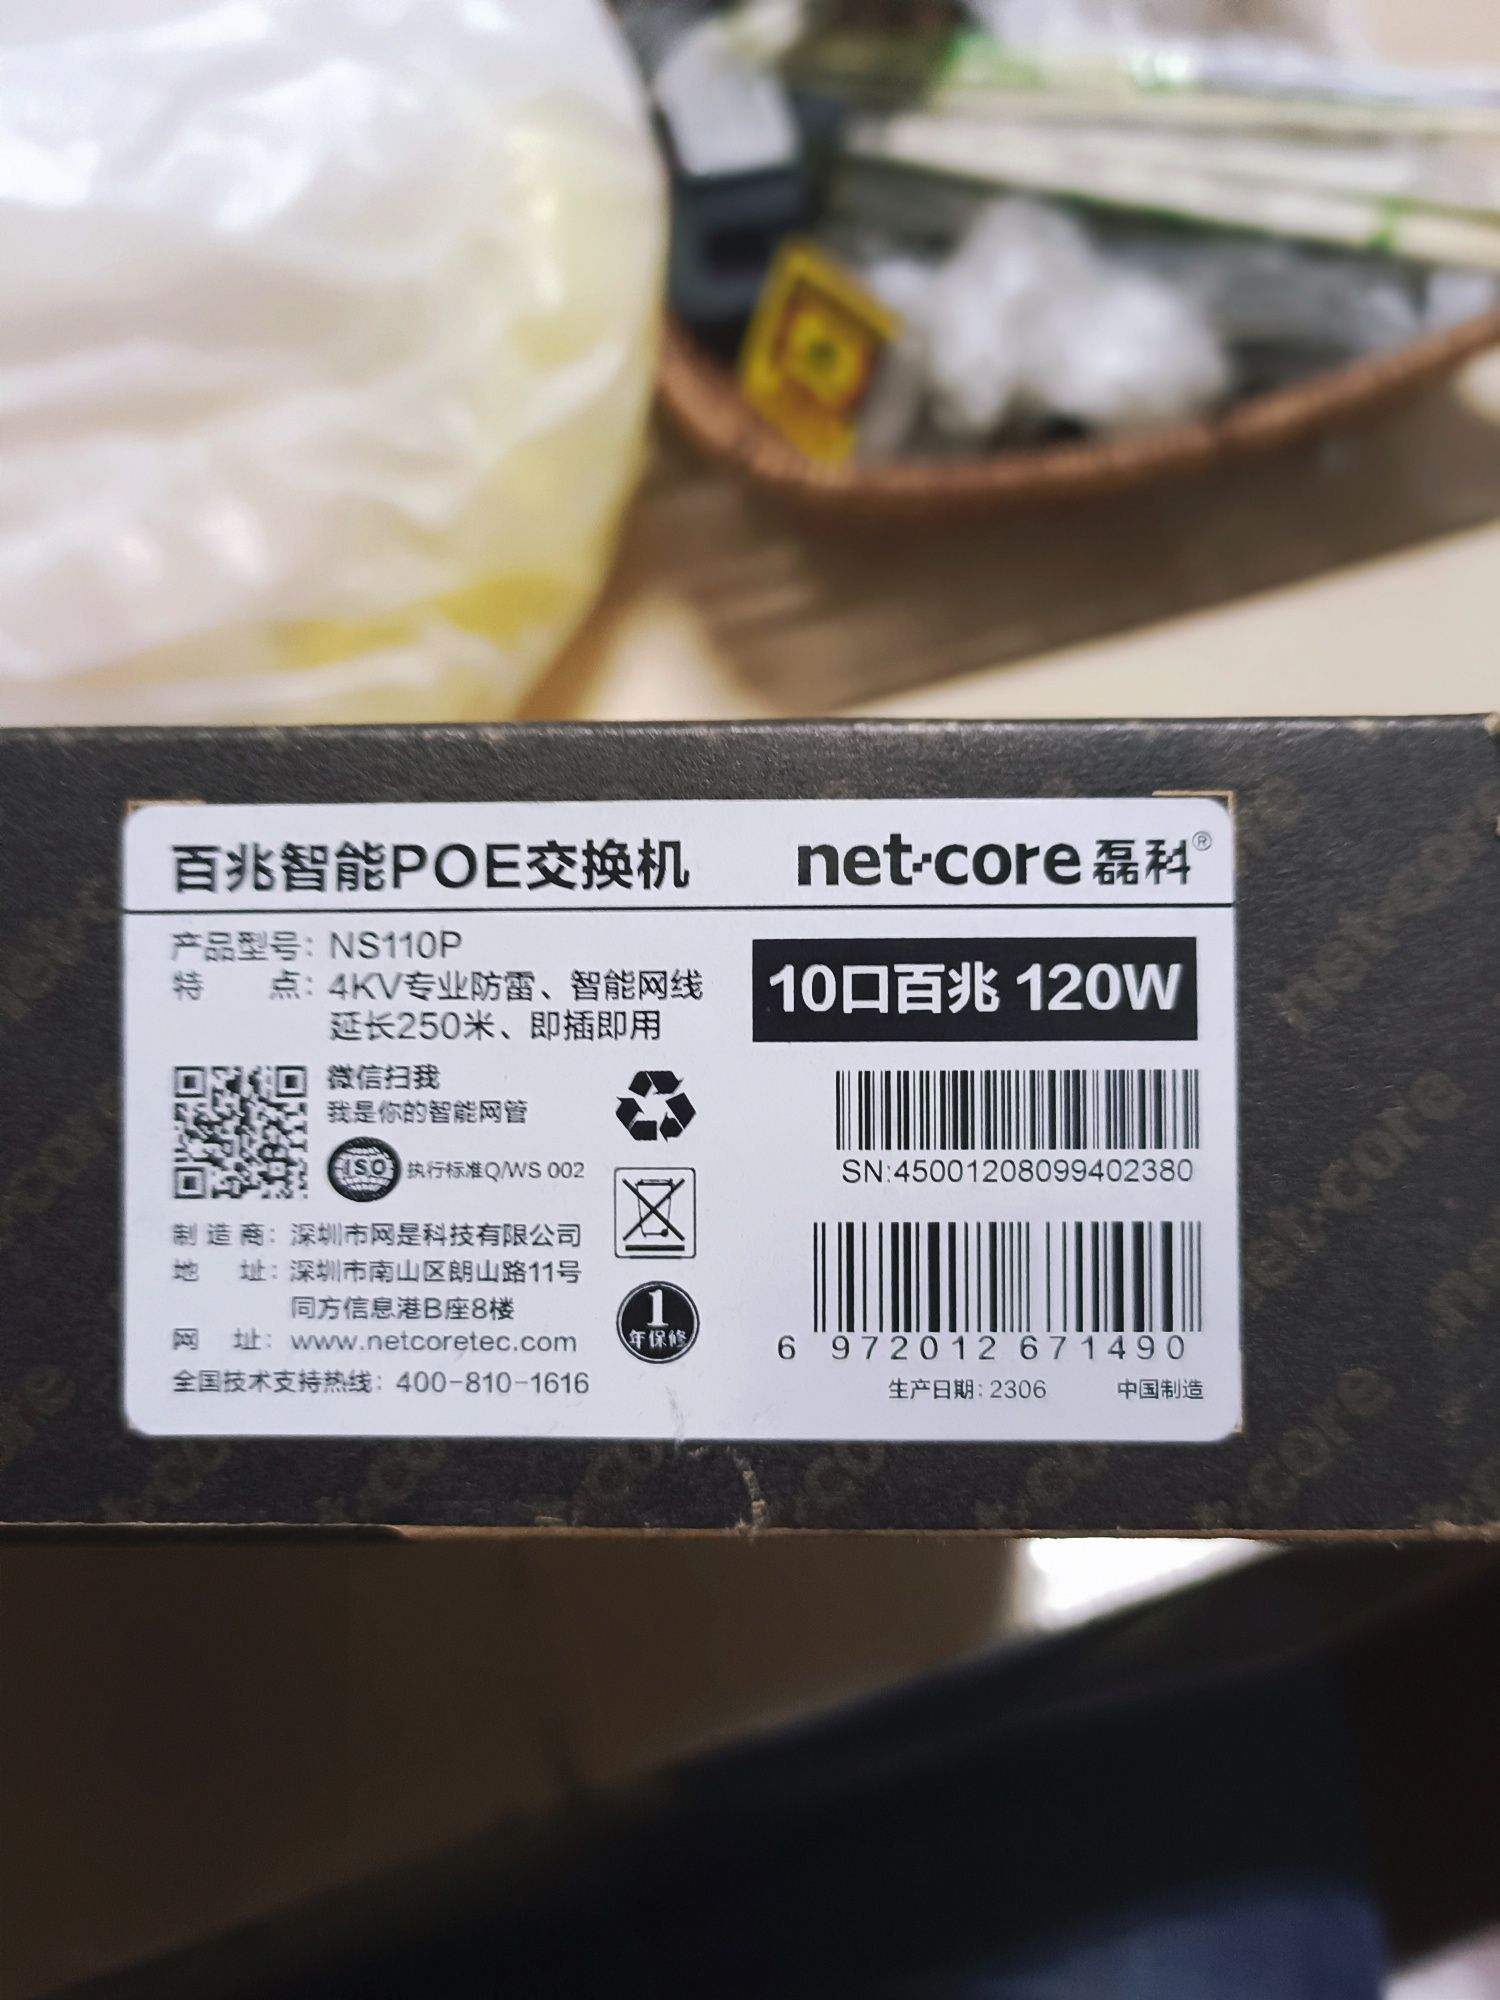 百兆智能POE交换机
net-core磊科®
产品型号：NS110P
特 点：4KV专业防雷、智能网线
延长250米、即插即用
10口百兆 120W
微信扫我
我是你的智能网管
ISO 执行标准Q/WS 002
SN:45001208099402380
制造商：深圳市网是科技有限公司
地 址：深圳市南山区朗山路11号
同方信息港B座8楼
网 址：www.netcoretec.com
全国技术支持热线：400-810-1616
1
年保修
6 972012 671490
生产日期：2306 中国制造